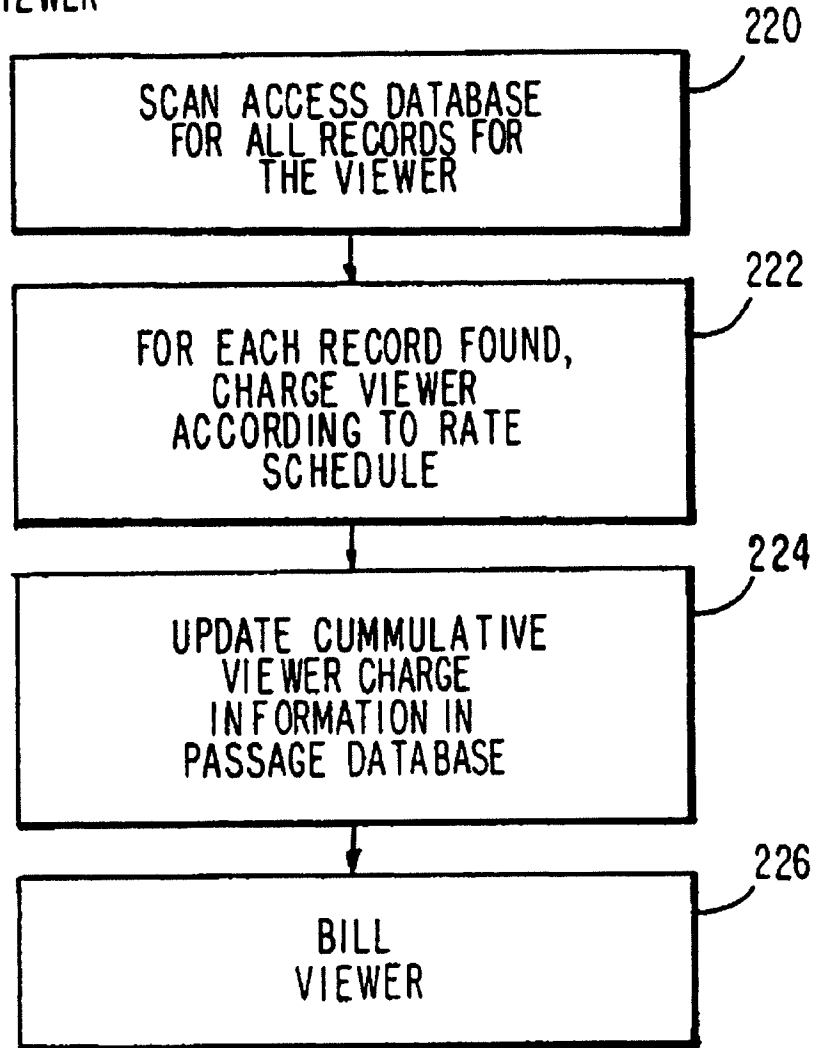 VIEWER
220
SCAN ACCESS DATABASE
FOR ALL RECORDS FOR
THE VIEWER
222
FOR EACH RECORD FOUND,
CHARGE VIEWER
ACCORDING TO RATE
SCHEDULE
224
UPDATE CUMMULATIVE
VIEWER CHARGE
INFORMATION IN
PASSAGE DATABASE
226
BILL
VIEWER